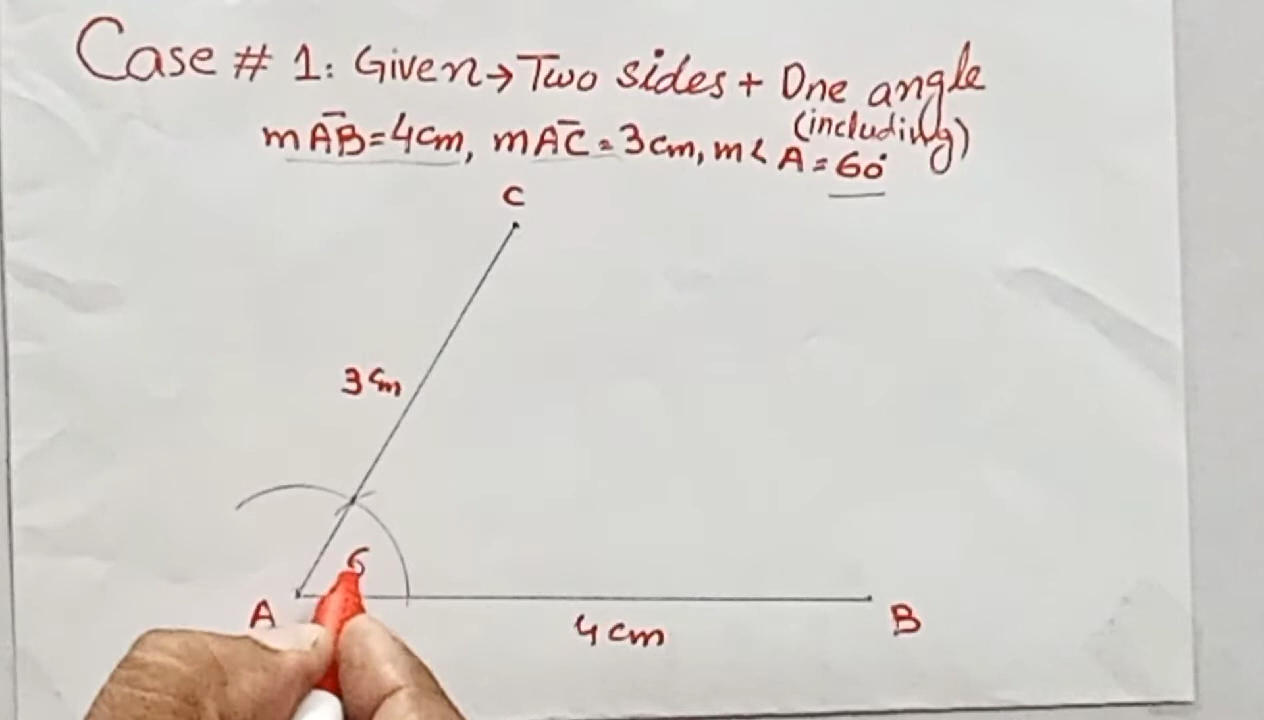 Case # 1: Given→Two sides + One angle
(including)
mAB=4cm, mAC=3cm, m< A=60°
C
3cm
6
A
4cm
B